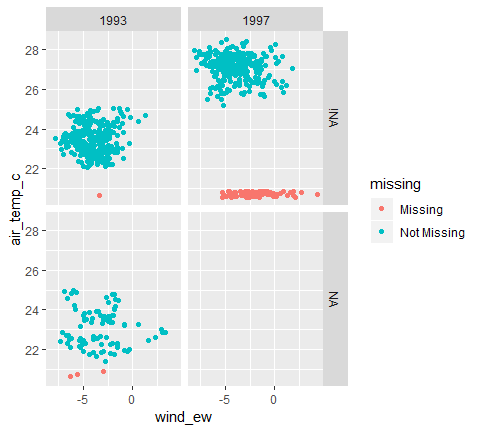 1993 1997
28
26
24
22
!NA
28
26
24
22
NA
air_temp_c
-5 0 -5 0
wind_ew
missing
Missing
Not Missing